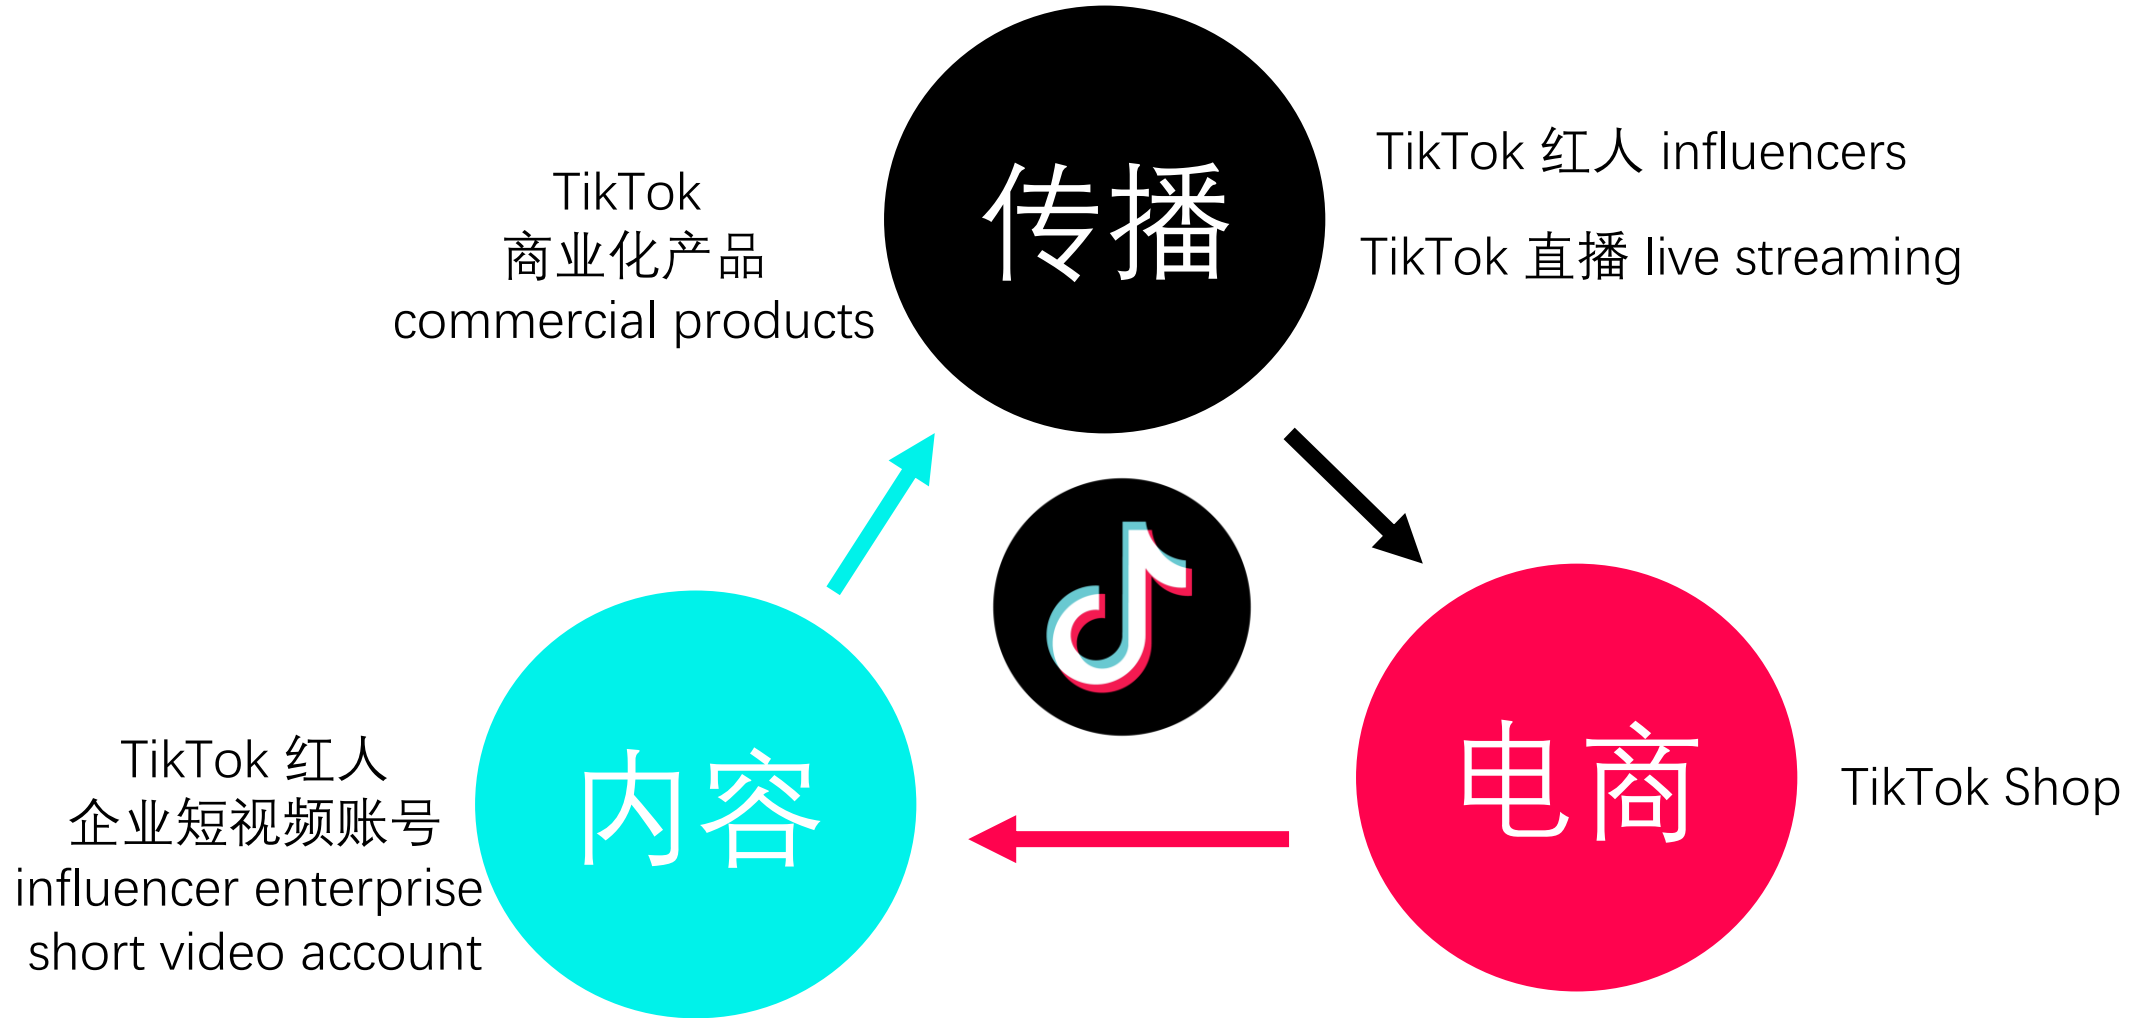 传播
TikTok 红人 influencers
TikTok 直播 live streaming
TikTok
商业化产品
commercial products
电商
TikTok Shop
内容
TikTok 红人
企业短视频账号
influencer enterprise
short video account